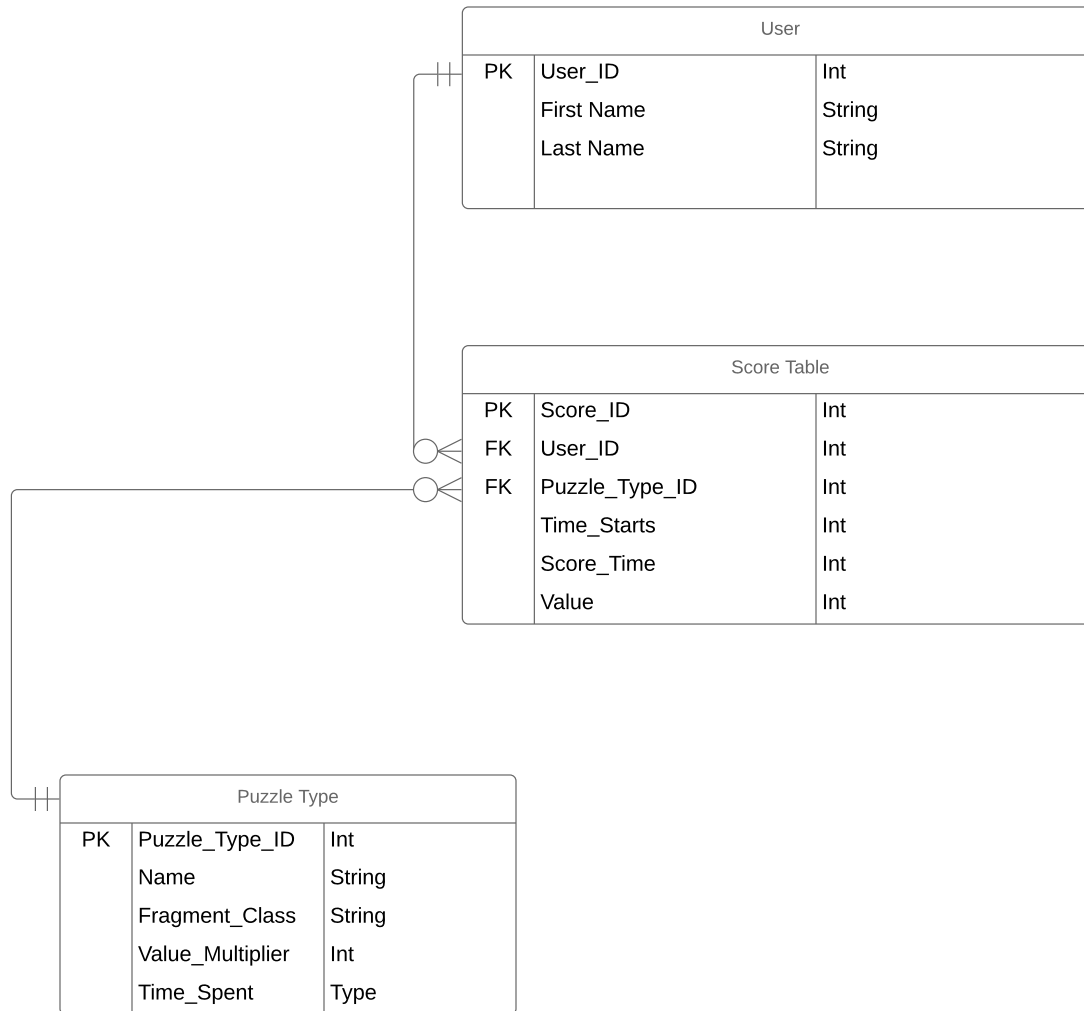 User
PK User_ID Int
First Name String
Last Name String
Score Table
PK Score_ID Int
FK User_ID Int
FK Puzzle_Type_ID Int
Time_Starts Int
Score_Time Int
Value Int
Puzzle Type
PK Puzzle_Type_ID Int
Name String
Fragment_Class String
Value_Multiplier Int
Time_Spent Type